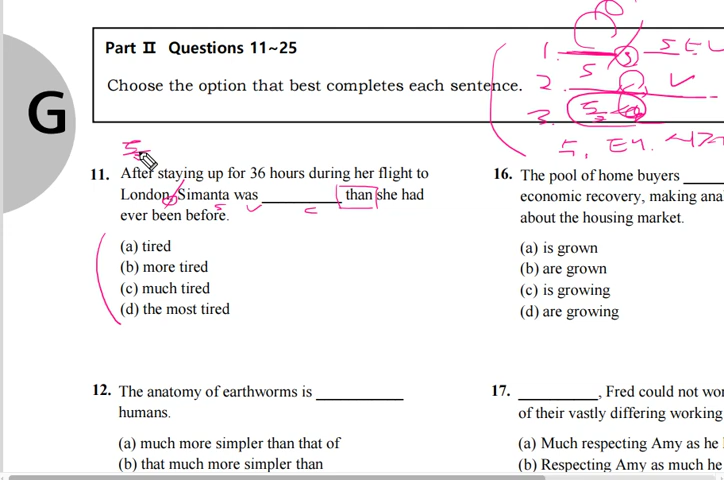 Part II Questions 11~25
Choose the option that best completes each sentence.
G
1. S E V
2. S V
3.
S,
11. After staying up for 36 hours during her flight to
London, Simanta was __________ than she had
ever been before.
S V C
(a) tired
(b) more tired
(c) much tired
(d) the most tired
12. The anatomy of earthworms is __________
humans.
(a) much more simpler than that of
(b) that much more simpler than
16. The pool of home buyers _____
economic recovery, making ana
about the housing market.
(a) is grown
(b) are grown
(c) is growing
(d) are growing
17. __________, Fred could not wor
of their vastly differing working
(a) Much respecting Amy as he
(b) Respecting Amy as much he